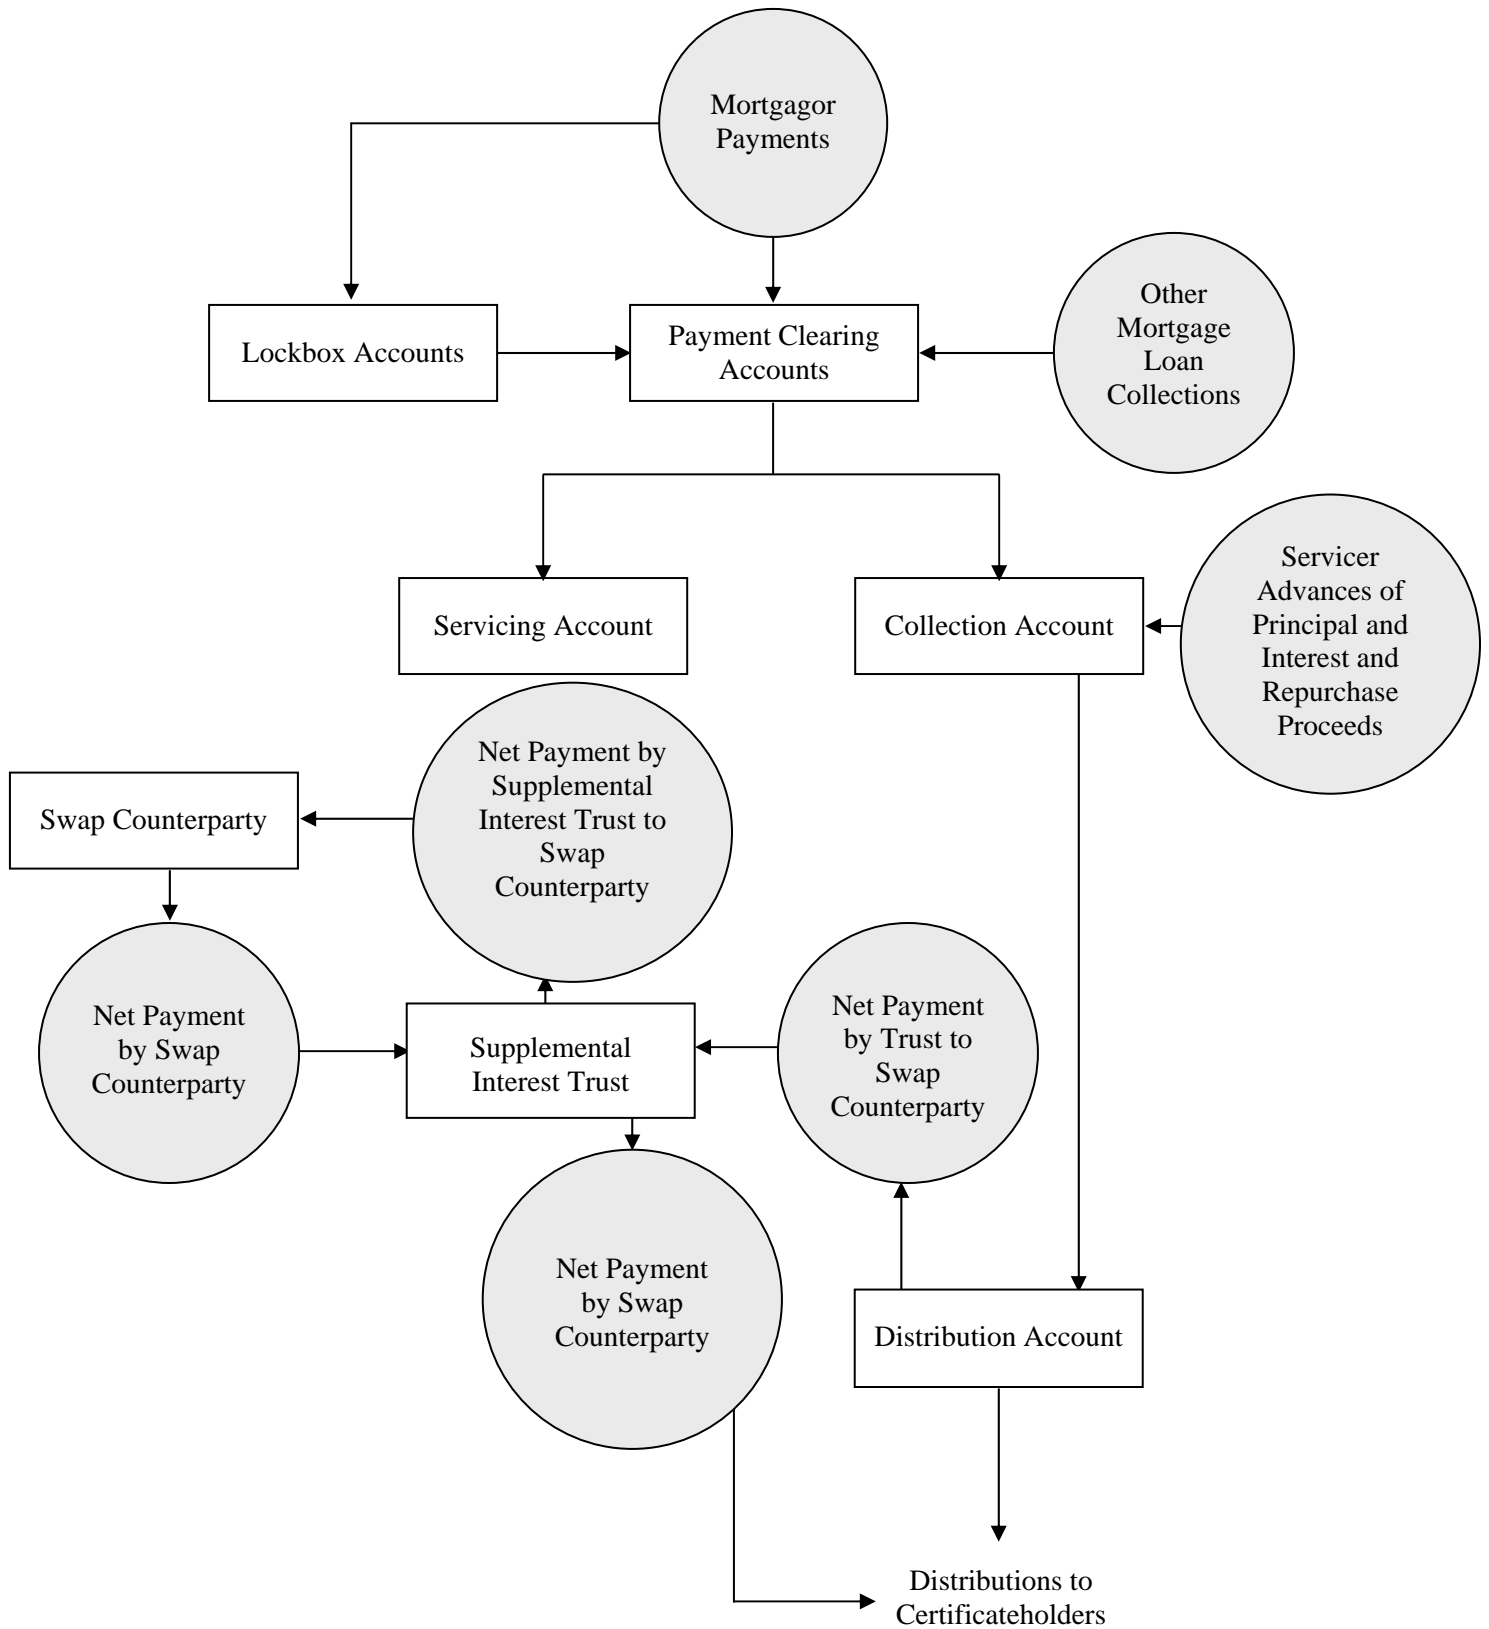 Mortgagor
Payments
Other
Mortgage
Loan
Collections
Lockbox Accounts
Payment Clearing
Accounts
Servicer
Advances of
Principal and
Interest and
Repurchase
Proceeds
Servicing Account
Collection Account
Net Payment by
Supplemental
Interest Trust to
Swap
Counterparty
Swap Counterparty
Net Payment
by Swap
Counterparty
Supplemental
Interest Trust
Net Payment
by Trust to
Swap
Counterparty
Net Payment
by Swap
Counterparty
Distribution Account
Distributions to
Certificateholders